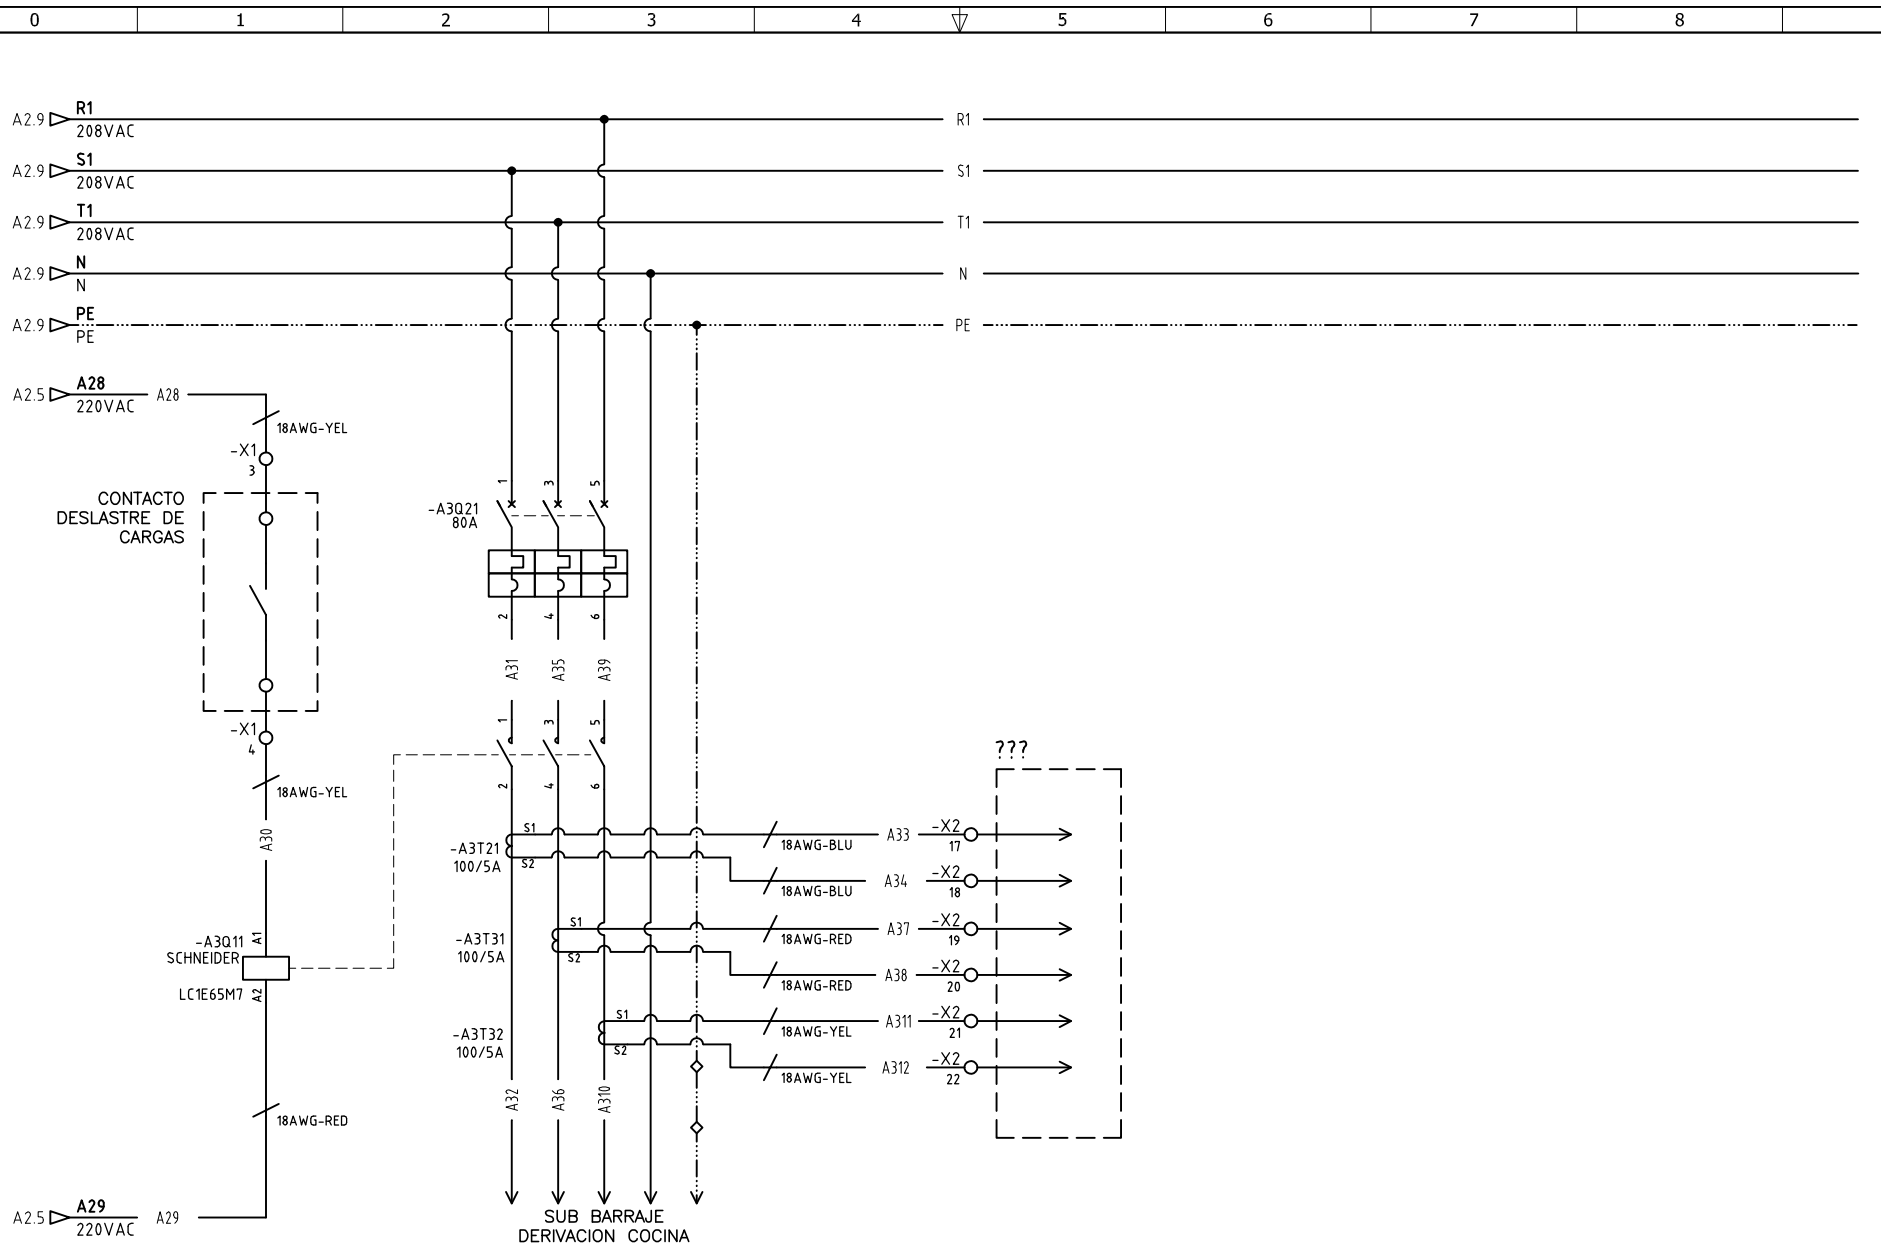 0 1 2 3 4 5 6 7 8
A2.9 R1 R1
208VAC
A2.9 S1 S1
208VAC
A2.9 T1 T1
208VAC
A2.9 N N
N
A2.9 PE PE
PE
A2.5 A28 A28
220VAC
18AWG-YEL
-X1
3
CONTACTO
DESLASTRE DE
CARGAS
-X1
4
18AWG-YEL
A30
-A3Q11 A1
SCHNEIDER
LC1E65M7 A2
18AWG-RED
A2.5 A29 A29
220VAC
1 3 5
-A3Q21
80A
2 4 6
A31 A35 A39
1 3 5
2 4 6
-A3T21 S1
100/5A S2
-A3T31 S1
100/5A S2
-A3T32 S1
100/5A S2
A32 A36 A310
SUB BARRAJE
DERIVACION COCINA
???
18AWG-BLU A33 -X2
17
18AWG-BLU A34 -X2
18
18AWG-RED A37 -X2
19
18AWG-RED A38 -X2
20
18AWG-YEL A311 -X2
21
18AWG-YEL A312 -X2
22